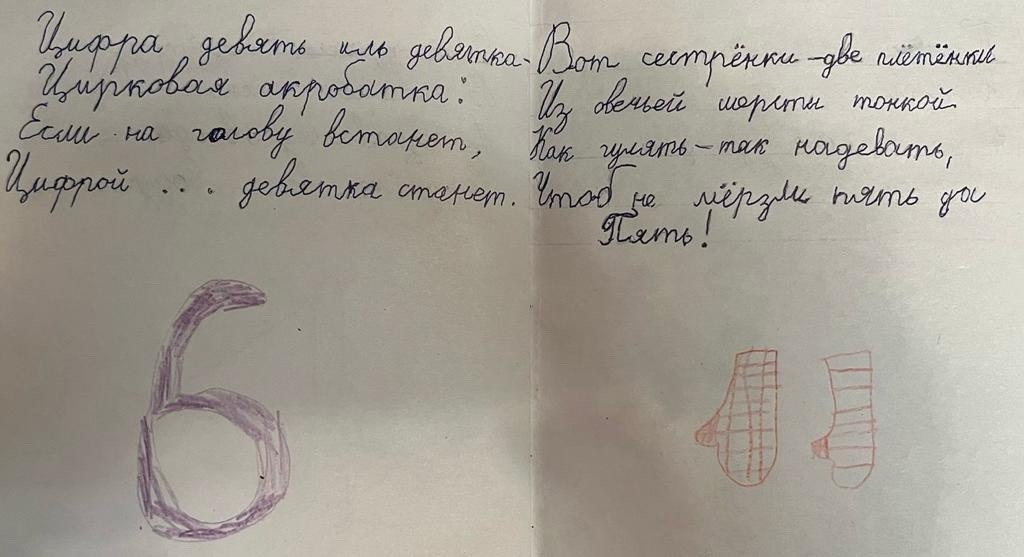 Цифра девять иль девятка-
Цирковая акробатка:
Если на голову встанет,
Цифрой ... девятка станет.
6
Вот сестрёнки-две плетёнки
Из овечьей шерсти тонкой
Как гулять-так надевать,
Чтоб не мёрзли пять да
Пять!